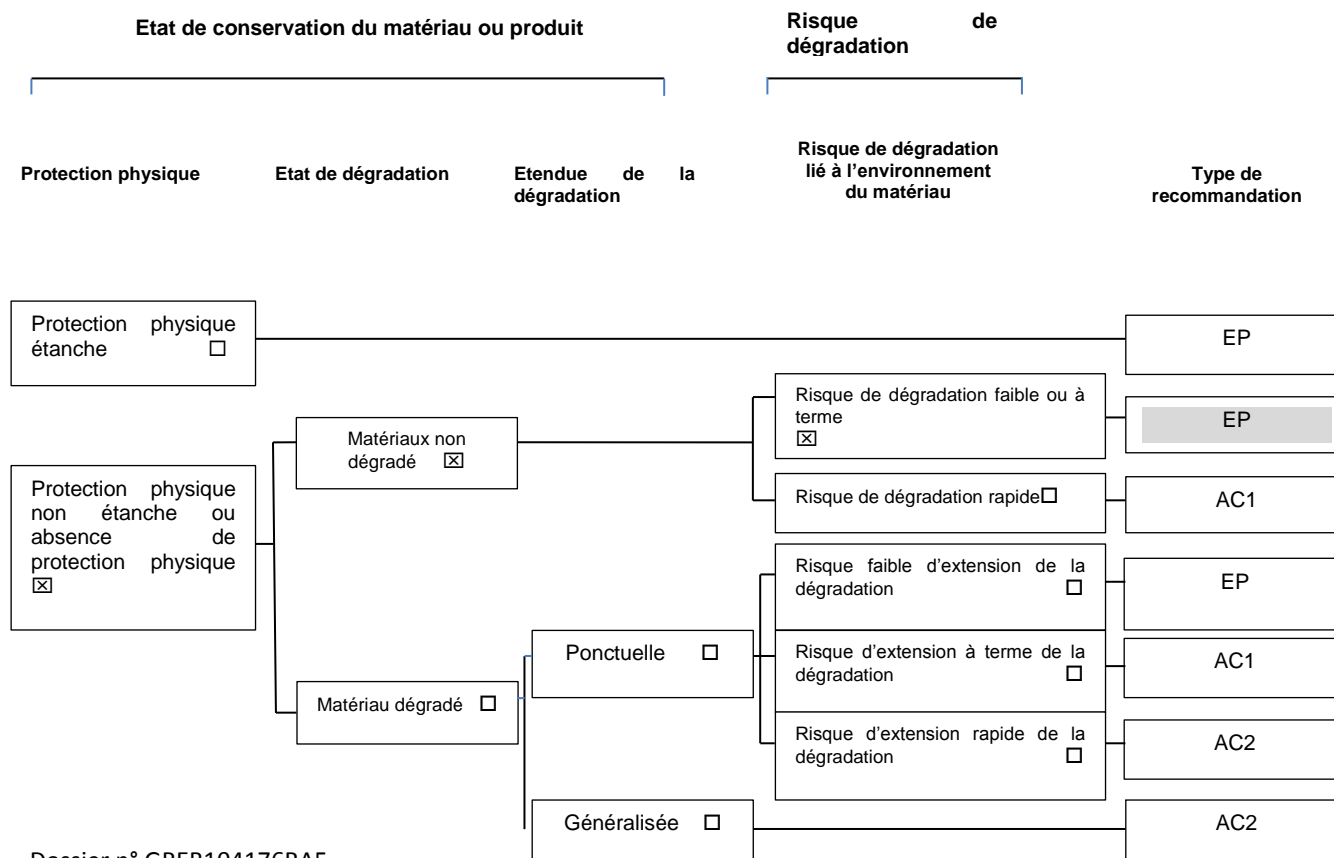 Etat de conservation du matériau ou produit
Risque de
dégradation
Protection physique
Etat de dégradation
Etendue de la
dégradation
Risque de dégradation
lié à l'environnement
du matériau
Type de
recommandation
Protection physique
étanche ☐
EP
Risque de dégradation faible ou à
terme
☒
EP
Matériaux non
dégradé ☒
Protection physique
non étanche ou
absence de
protection physique
☒
Risque de dégradation rapide☐
AC1
Risque faible d'extension de la
dégradation ☐
EP
Ponctuelle ☐
Risque d'extension à terme de la
dégradation ☐
AC1
Matériau dégradé ☐
Risque d'extension rapide de la
dégradation ☐
AC2
Généralisée ☐
AC2